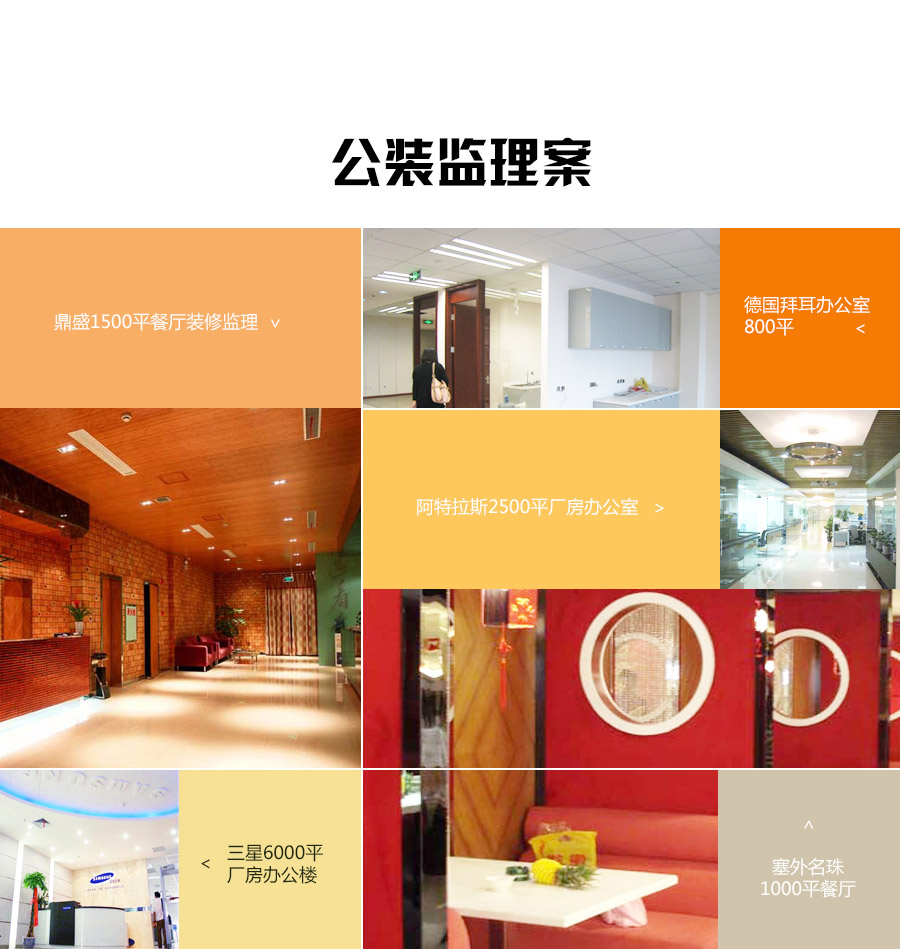 公装监理案
鼎盛1500平餐厅装修监理 ˅
德国拜耳办公室
800平 <
阿特拉斯2500平厂房办公室 >
SAMSUNG
< 三星6000平
厂房办公楼
^
塞外名珠
1000平餐厅